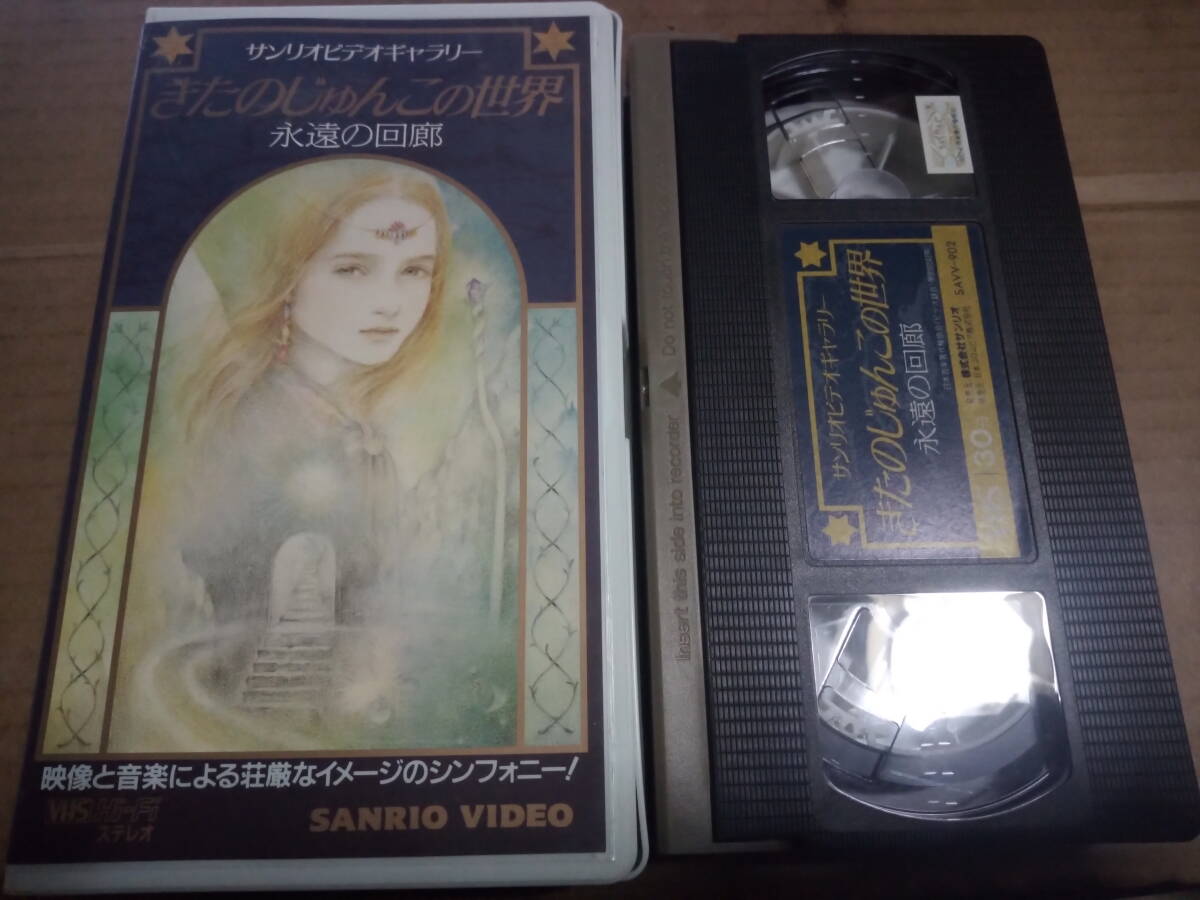 サンリオビデオギャラリー
きたのじゅんこの世界
永遠の回廊
映像と音楽による荘厳なイメージのシンフォニー!
VHS Hi-Fi
ステレオ
SANRIO VIDEO
Insert this side into recorder ▲ Do not touch the
サンリオビデオギャラリー
きたのじゅんこの世界
永遠の回廊
30分
株式会社サンリオ SAVV-902